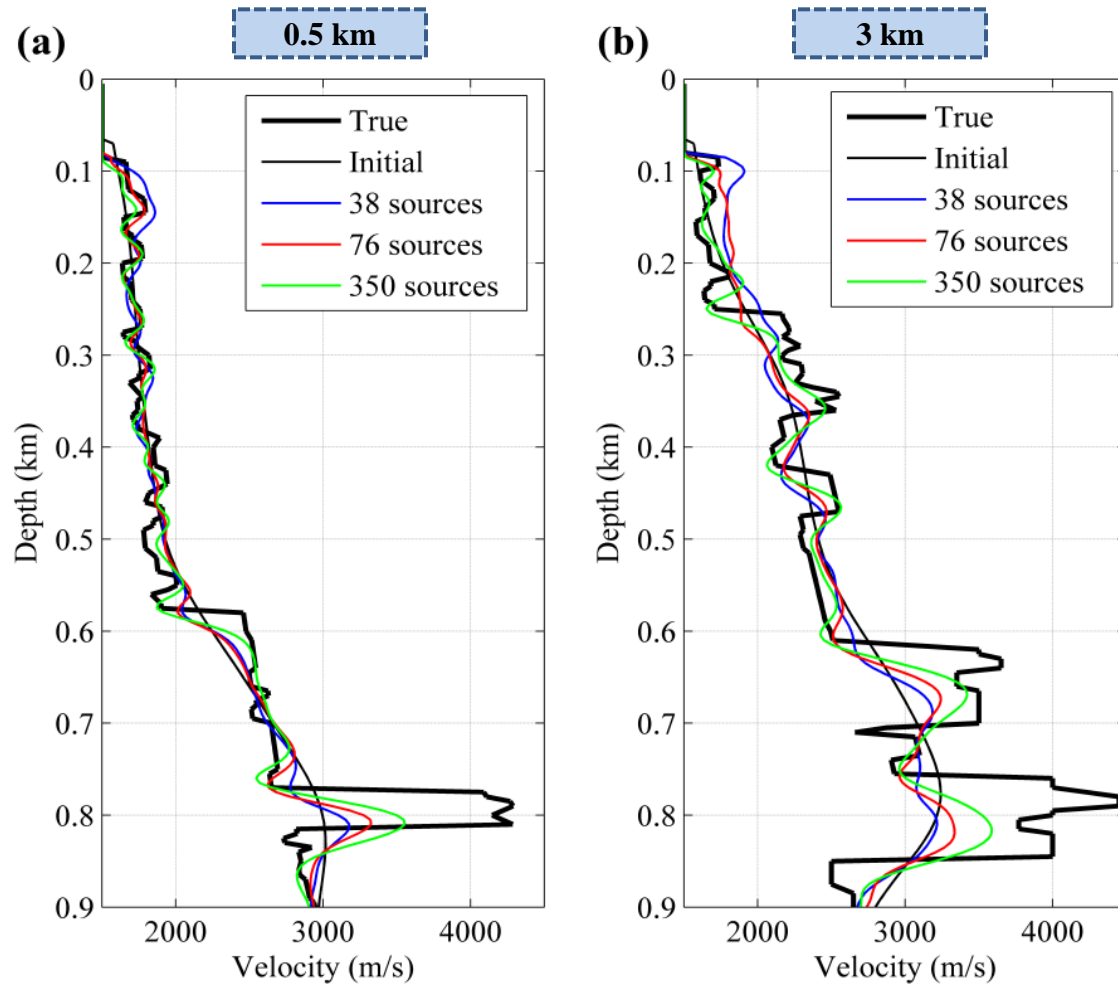 (a)
0.5 km
0
0.1
0.2
0.3
0.4
0.5
0.6
0.7
0.8
0.9
Depth (km)
True
Initial
38 sources
76 sources
350 sources
2000
3000
4000
Velocity (m/s)
(b)
3 km
0
0.1
0.2
0.3
0.4
0.5
0.6
0.7
0.8
0.9
Depth (km)
True
Initial
38 sources
76 sources
350 sources
2000
3000
4000
Velocity (m/s)